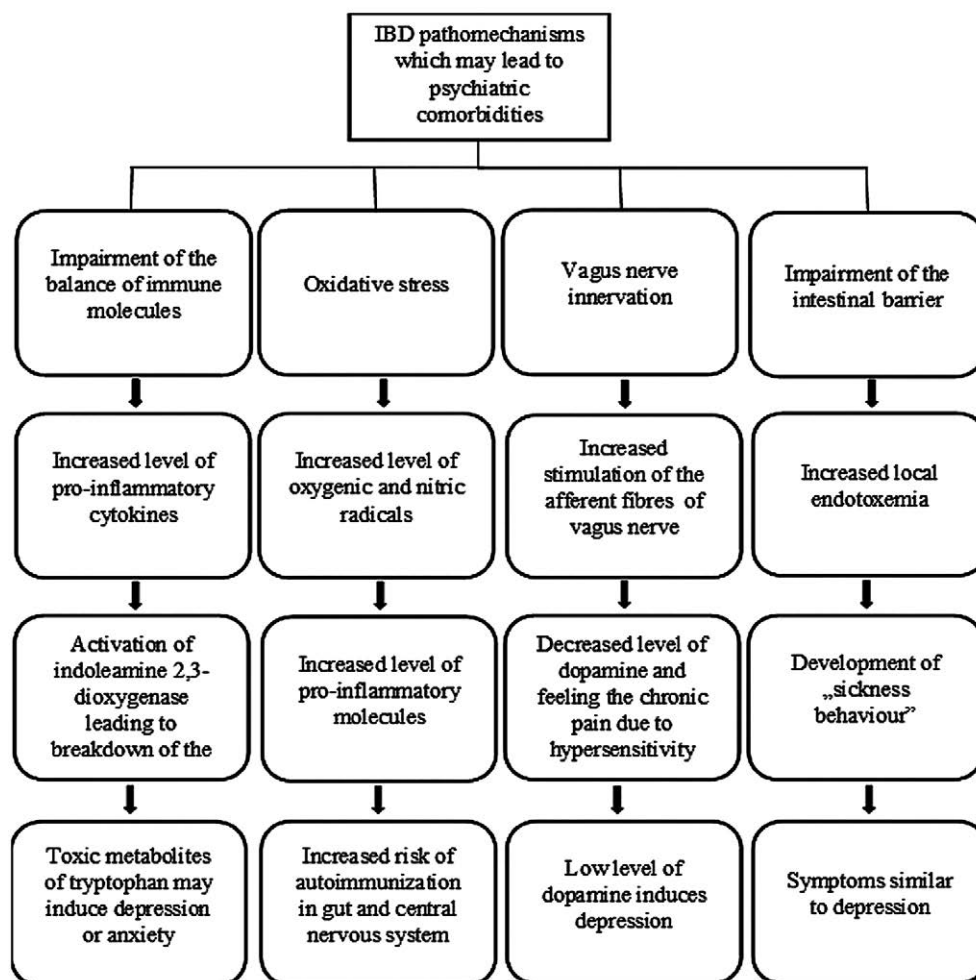 IBD pathomechanisms
which may lead to
psychiatric
comorbidities
Impairment of the
balance of immune
molecules
Oxidative stress
Vagus nerve
innervation
Impairment of the
intestinal barrier
Increased level of
pro-inflammatory
cytokines
Increased level of
oxygenic and nitric
radicals
Increased
stimulation of the
afferent fibres of
vagus nerve
Increased local
endotoxemia
Activation of
indoleamine 2,3-
dioxygenase
leading to
breakdown of the
Increased level of
pro-inflammatory
molecules
Decreased level of
dopamine and
feeling the chronic
pain due to
hypersensitivity
Development of
„sickness
behaviour”
Toxic metabolites
of tryptophan may
induce depression
or anxiety
Increased risk of
autoimmunization
in gut and central
nervous system
Low level of
dopamine induces
depression
Symptoms similar
to depression